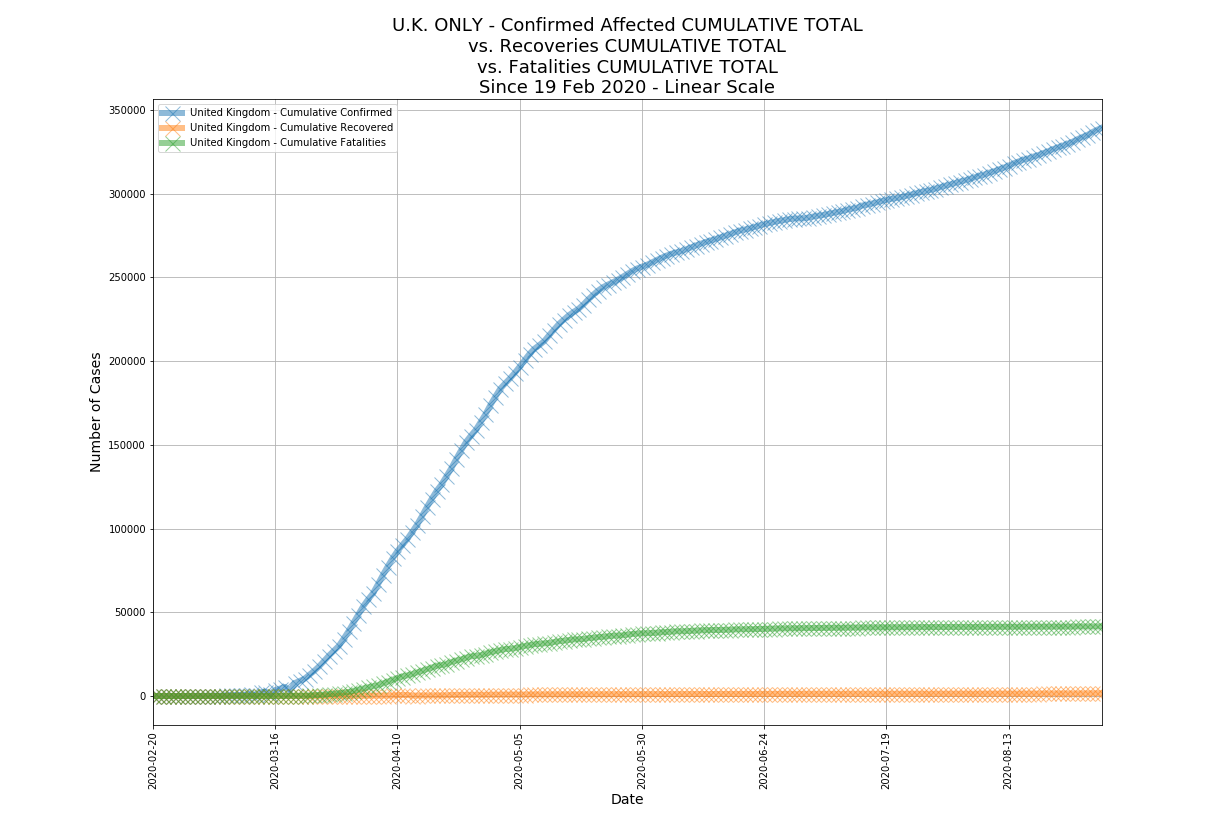 U.K. ONLY - Confirmed Affected CUMULATIVE TOTAL
vs. Recoveries CUMULATIVE TOTAL
vs. Fatalities CUMULATIVE TOTAL
Since 19 Feb 2020 - Linear Scale
United Kingdom - Cumulative Confirmed
United Kingdom - Cumulative Recovered
United Kingdom - Cumulative Fatalities
Number of Cases
350000
300000
250000
200000
150000
100000
50000
0
2020-02-20
2020-03-16
2020-04-10
2020-05-05
2020-05-30
2020-06-24
2020-07-19
2020-08-13
Date